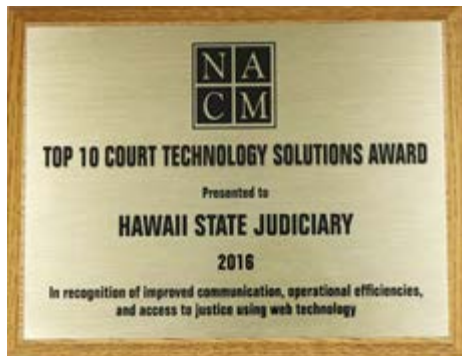 NA
CM
TOP 10 COURT TECHNOLOGY SOLUTIONS AWARD
Presented to
HAWAII STATE JUDICIARY
2016
In recognition of improved communication, operational efficiencies,
and access to justice using web technology